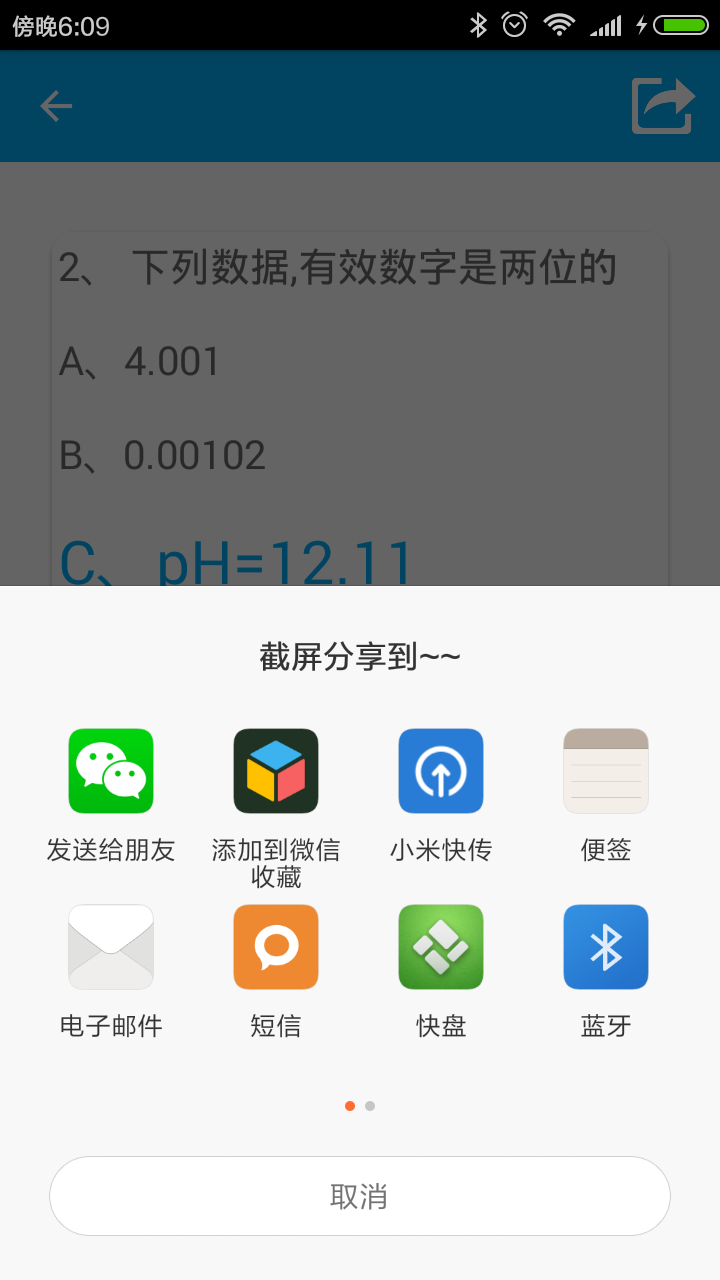 傍晚6:09
2、 下列数据,有效数字是两位的
A、4.001
B、0.00102
C、 pH=12.11
截屏分享到~~
发送给朋友
添加到微信
收藏
小米快传
便签
电子邮件
短信
快盘
蓝牙
取消